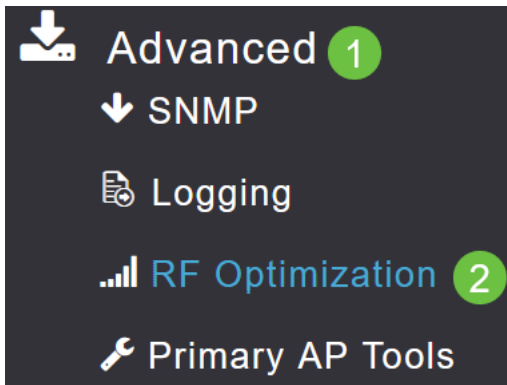 Advanced 1
SNMP
Logging
RF Optimization 2
Primary AP Tools